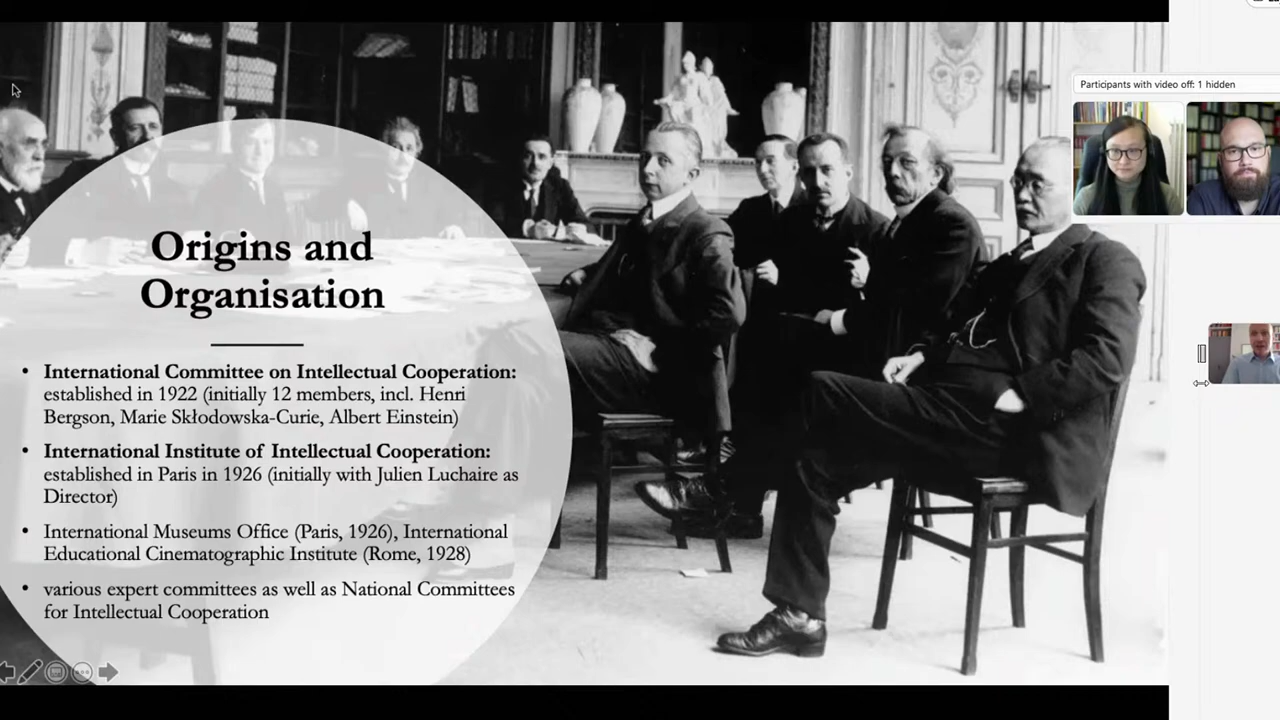 Participants with video off: 1 hidden
Origins and
Organisation
• International Committee on Intellectual Cooperation:
established in 1922 (initially 12 members, incl. Henri
Bergson, Marie Skłodowska-Curie, Albert Einstein)
• International Institute of Intellectual Cooperation:
established in Paris in 1926 (initially with Julien Luchaire as
Director)
• International Museums Office (Paris, 1926), International
Educational Cinematographic Institute (Rome, 1928)
• various expert committees as well as National Committees
for Intellectual Cooperation